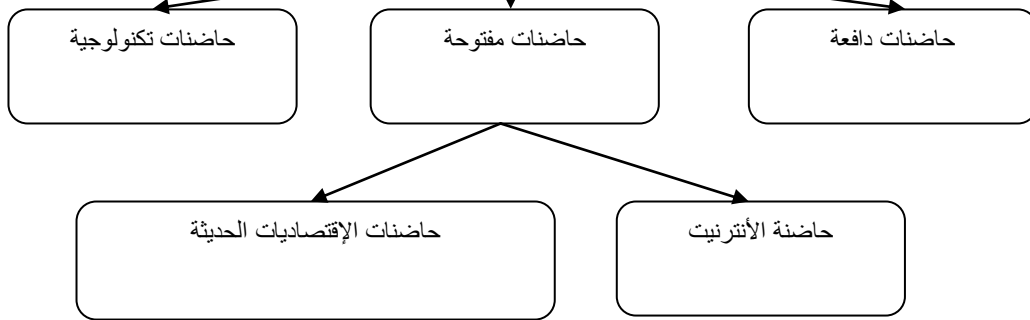 حاضنات دافعة
حاضنات مفتوحة
حاضنات تكنولوجية
حاضنة الأنترنيت
حاضنات الإقتصاديات الحديثة